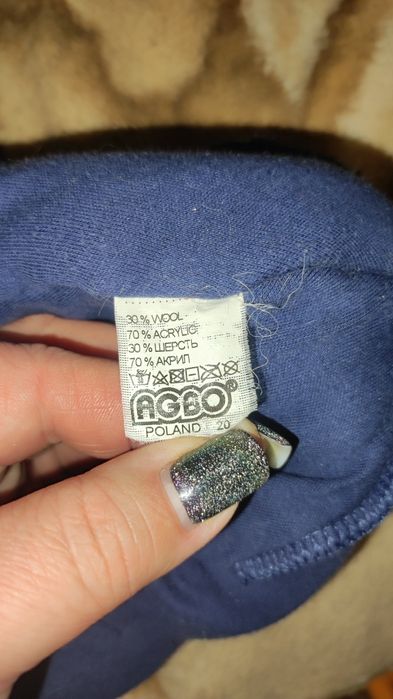 30 % WOOL
70 % ACRYLIC
30 % ШЕРСТЬ
70 % АКРИЛ
AGBO®
POLAND 20